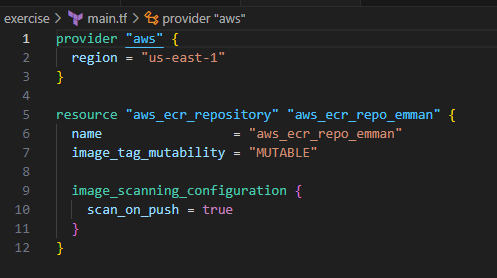 exercise > main.tf > provider "aws"
1 provider "aws" {
2   region = "us-east-1"
3 }
4
5 resource "aws_ecr_repository" "aws_ecr_repo_emman" {
6   name                 = "aws_ecr_repo_emman"
7   image_tag_mutability = "MUTABLE"
8
9   image_scanning_configuration {
10     scan_on_push = true
11   }
12 }